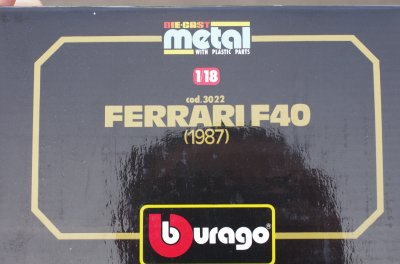 DIE-CAST
metal
WITH PLASTIC PARTS
1/18
cod.3022
FERRARI F40
(1987)
burago